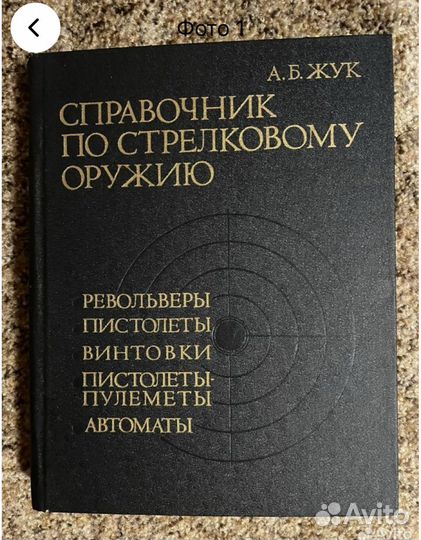 Фото 1
А.Б. ЖУК
СПРАВОЧНИК
ПО СТРЕЛКОВОМУ
ОРУЖИЮ
РЕВОЛЬВЕРЫ
ПИСТОЛЕТЫ
ВИНТОВКИ
ПИСТОЛЕТЫ-
ПУЛЕМЕТЫ
АВТОМАТЫ
Avito